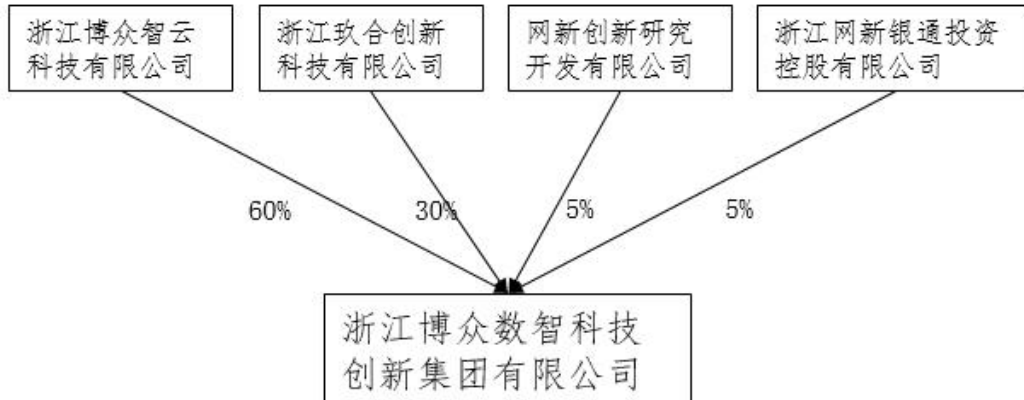 浙江博众智云
科技有限公司
浙江玖合创新
科技有限公司
网新创新研究
开发有限公司
浙江网新银通投资
控股有限公司
60%
30%
5%
5%
浙江博众数智科技
创新集团有限公司